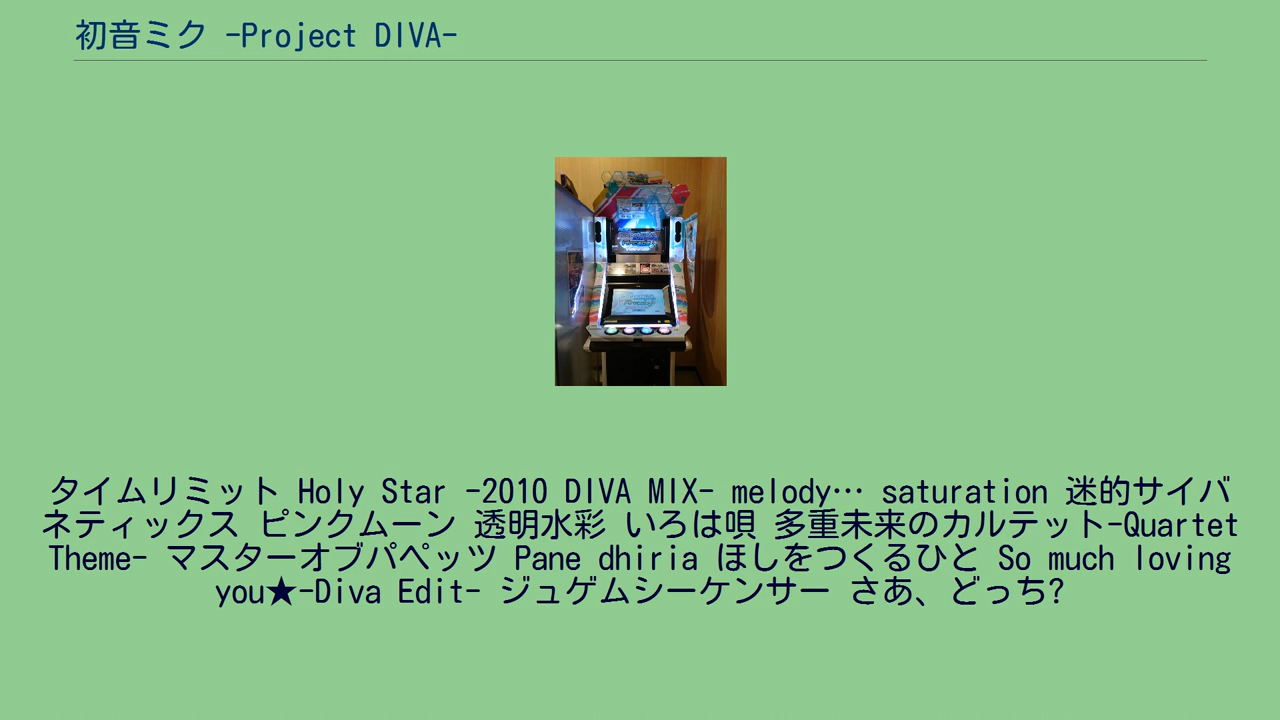 初音ミク -Project DIVA-
タイムリミット Holy Star -2010 DIVA MIX- melody… saturation 迷的サイバ
ネティックス ピンクムーン 透明水彩 いろは唄 多重未来のカルテット-Quartet
Theme- マスターオブパペッツ Pane dhiria ほしをつくるひと So much loving
you★-Diva Edit- ジュゲムシーケンサー さあ、どっち?